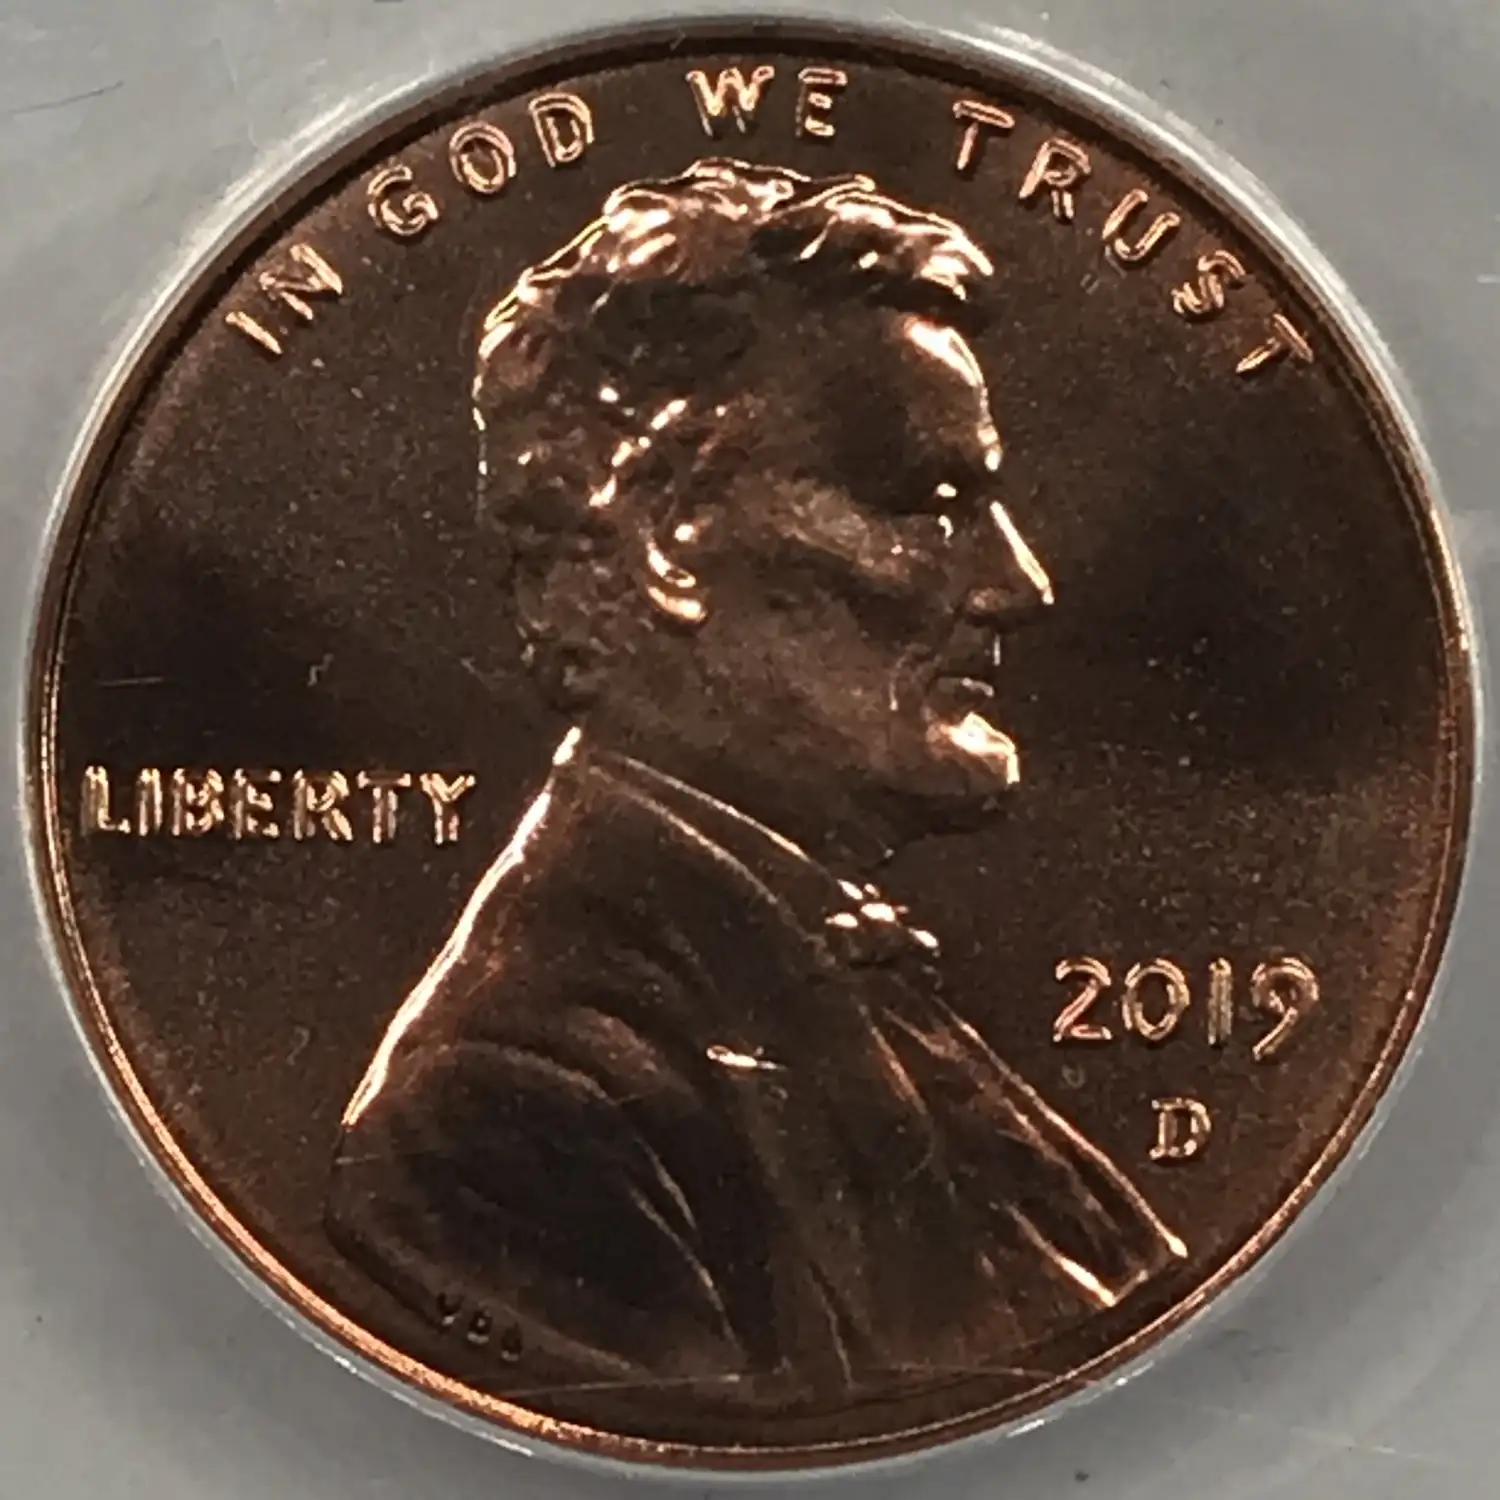 IN GOD WE TRUST
LIBERTY
2019
D
VDB